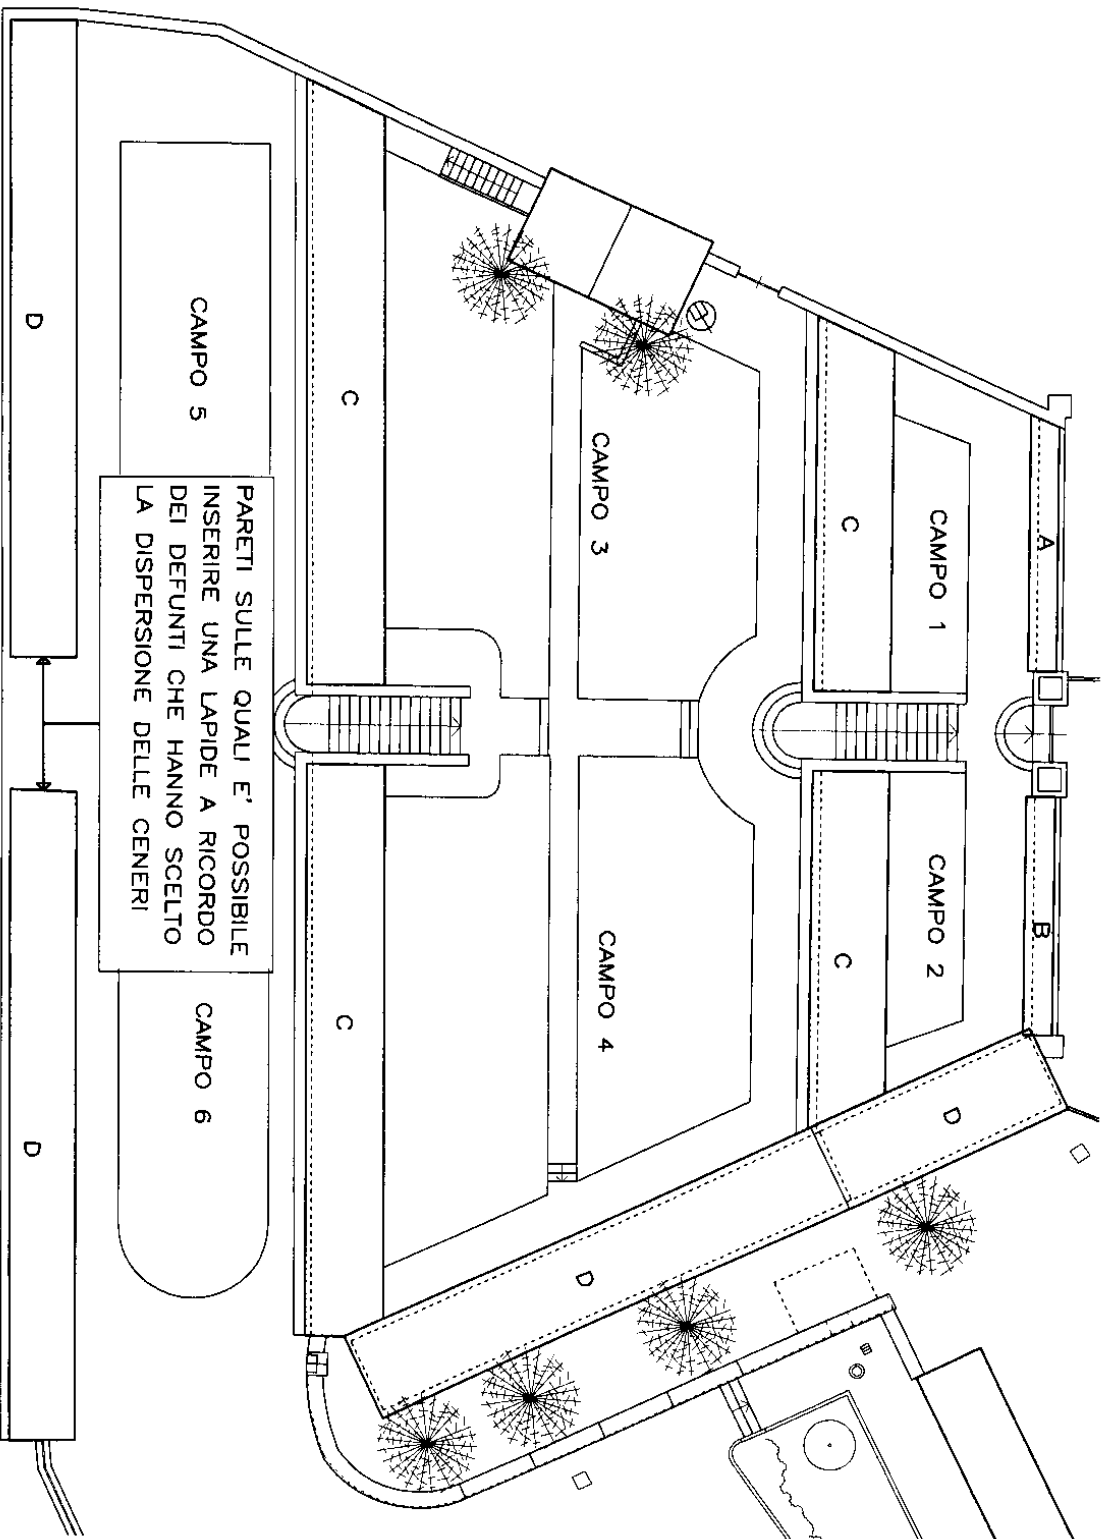 A
B
D
CAMPO 1
CAMPO 2
C
C
CAMPO 3
CAMPO 4
D
C
C
PARETI SULLE QUALI E' POSSIBILE
INSERIRE UNA LAPIDE A RICORDO
DEI DEFUNTI CHE HANNO SCELTO
LA DISPERSIONE DELLE CENERI
CAMPO 5
CAMPO 6
D
D